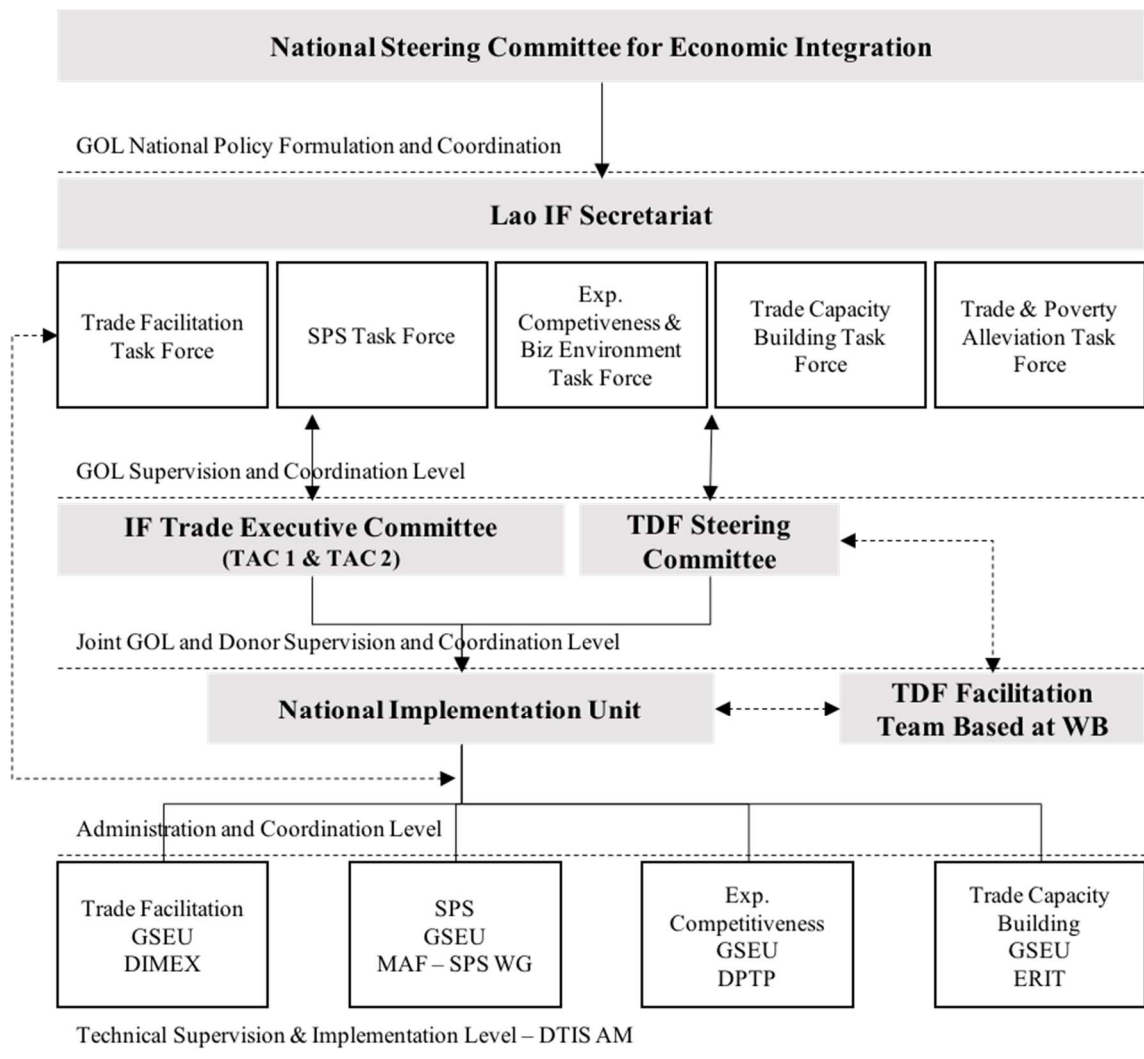 National Steering Committee for Economic Integration
GOL National Policy Formulation and Coordination
Lao IF Secretariat
Trade Facilitation
Task Force
SPS Task Force
Exp.
Competiveness &
Biz Environment
Task Force
Trade Capacity
Building Task
Force
Trade & Poverty
Alleviation Task
Force
GOL Supervision and Coordination Level
IF Trade Executive Committee
(TAC 1 & TAC 2)
TDF Steering
Committee
Joint GOL and Donor Supervision and Coordination Level
National Implementation Unit
TDF Facilitation
Team Based at WB
Administration and Coordination Level
Trade Facilitation
GSEU
DIMEX
SPS
GSEU
MAF – SPS WG
Exp.
Competitiveness
GSEU
DPTP
Trade Capacity
Building
GSEU
ERIT
Technical Supervision & Implementation Level – DTIS AM